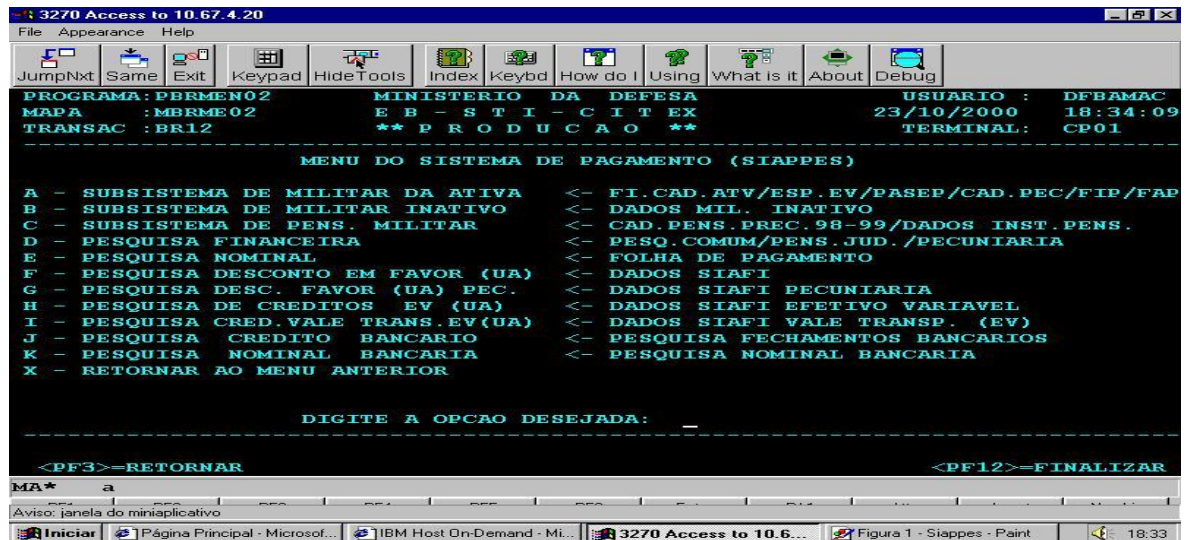 3270 Access to 10.67.4.20
File Appearance Help
JumpNxt Same Exit Keypad HideTools Index Keybd How do I Using What is it About Debug
PROGRAMA:PBRMEN02 MINISTERIO DA DEFESA USUARIO : DFBAMAC
MAPA :MBRME02 E B - S T I - C I T EX 23/10/2000 18:34:09
TRANSAC :BR12 ** P R O D U C A O ** TERMINAL: CP01
MENU DO SISTEMA DE PAGAMENTO (SIAPPES)
A - SUBSISTEMA DE MILITAR DA ATIVA <- FI.CAD.ATV/ESP.EV/PASEP/CAD.PEC/FIP/FAP
B - SUBSISTEMA DE MILITAR INATIVO <- DADOS MIL. INATIVO
C - SUBSISTEMA DE PENS. MILITAR <- CAD.PENS.PREC.98-99/DADOS INST.PENS.
D - PESQUISA FINANCEIRA <- PESQ.COMUM/PENS.JUD./PECUNIARIA
E - PESQUISA NOMINAL <- FOLHA DE PAGAMENTO
F - PESQUISA DESCONTO EM FAVOR (UA) <- DADOS SIAFI
G - PESQUISA DESC. FAVOR (UA) PEC. <- DADOS SIAFI PECUNIARIA
H - PESQUISA DE CREDITOS EV (UA) <- DADOS SIAFI EFETIVO VARIAVEL
I - PESQUISA CRED.VALE TRANS.EV(UA) <- DADOS SIAFI VALE TRANSP. (EV)
J - PESQUISA CREDITO BANCARIO <- PESQUISA FECHAMENTOS BANCARIOS
K - PESQUISA NOMINAL BANCARIA <- PESQUISA NOMINAL BANCARIA
X - RETORNAR AO MENU ANTERIOR
DIGITE A OPCAO DESEJADA: _
<PF3>=RETORNAR <PF12>=FINALIZAR
MA* a
Aviso: janela do miniaplicativo
Iniciar Página Principal - Microsof... IBM Host On-Demand - Mi... 3270 Access to 10.6... Figura 1 - Siappes - Paint 18:33